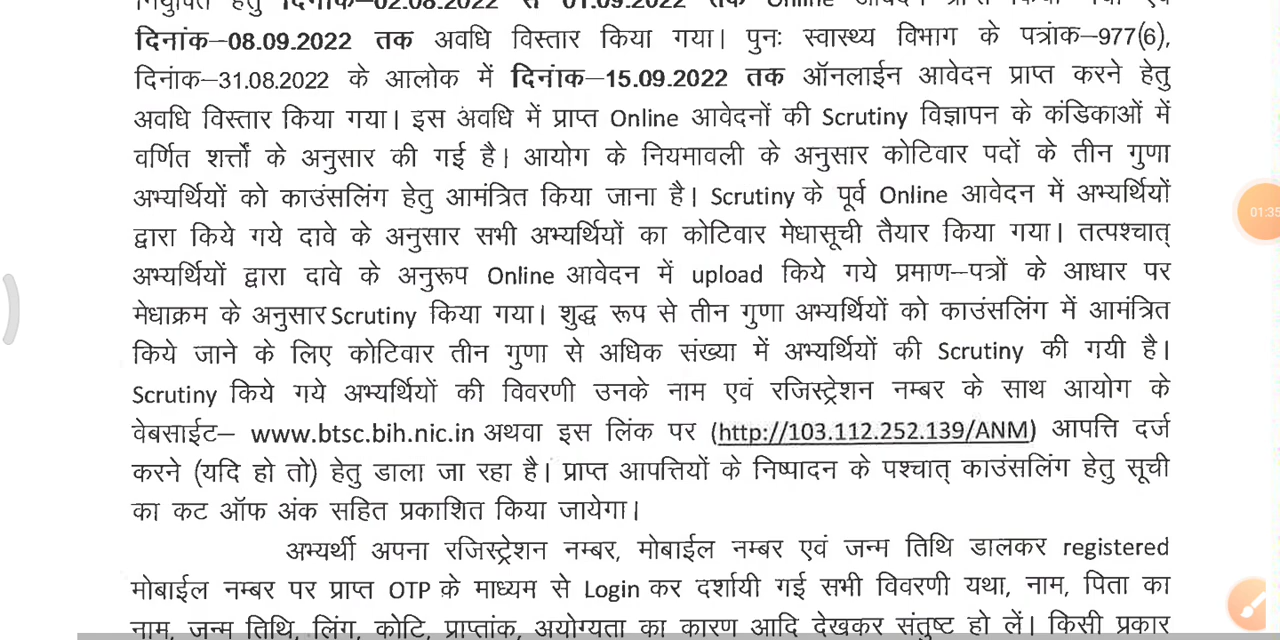 नियुक्ति हेतु दिनांक–02.08.2022 से 01.09.2022 तक Online आवेदन प्राप्त किया गया एवं
दिनांक–08.09.2022 तक अवधि विस्तार किया गया। पुनः स्वास्थ्य विभाग के पत्रांक–977(6),
दिनांक–31.08.2022 के आलोक में दिनांक–15.09.2022 तक ऑनलाईन आवेदन प्राप्त करने हेतु
अवधि विस्तार किया गया। इस अवधि में प्राप्त Online आवेदनों की Scrutiny विज्ञापन के कंडिकाओं में
वर्णित शर्त्तों के अनुसार की गई है। आयोग के नियमावली के अनुसार कोटिवार पदों के तीन गुणा
अभ्यर्थियों को काउंसलिंग हेतु आमंत्रित किया जाना है। Scrutiny के पूर्व Online आवेदन में अभ्यर्थियों
द्वारा किये गये दावे के अनुसार सभी अभ्यर्थियों का कोटिवार मेधासूची तैयार किया गया। तत्पश्चात्
अभ्यर्थियों द्वारा दावे के अनुरूप Online आवेदन में upload किये गये प्रमाण–पत्रों के आधार पर
मेधाक्रम के अनुसार Scrutiny किया गया। शुद्ध रूप से तीन गुणा अभ्यर्थियों को काउंसलिंग में आमंत्रित
किये जाने के लिए कोटिवार तीन गुणा से अधिक संख्या में अभ्यर्थियों की Scrutiny की गयी है।
Scrutiny किये गये अभ्यर्थियों की विवरणी उनके नाम एवं रजिस्ट्रेशन नम्बर के साथ आयोग के
वेबसाईट– www.btsc.bih.nic.in अथवा इस लिंक पर (http://103.112.252.139/ANM) आपत्ति दर्ज
करने (यदि हो तो) हेतु डाला जा रहा है। प्राप्त आपत्तियों के निष्पादन के पश्चात् काउंसलिंग हेतु सूची
का कट ऑफ अंक सहित प्रकाशित किया जायेगा।
अभ्यर्थी अपना रजिस्ट्रेशन नम्बर, मोबाईल नम्बर एवं जन्म तिथि डालकर registered
मोबाईल नम्बर पर प्राप्त OTP के माध्यम से Login कर दर्शायी गई सभी विवरणी यथा, नाम, पिता का
नाम, जन्म तिथि, लिंग, कोटि, प्राप्तांक, अयोग्यता का कारण आदि देखकर संतुष्ट हो लें। किसी प्रकार
01:35